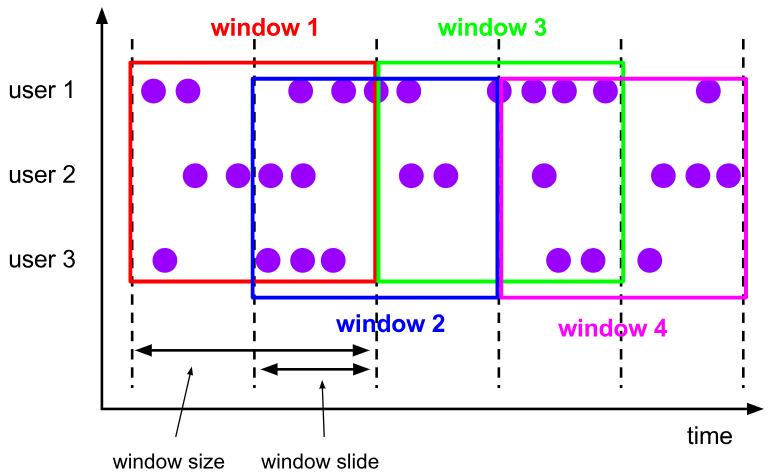 window 1
window 3
user 1
user 2
user 3
window 2
window 4
time
window size
window slide